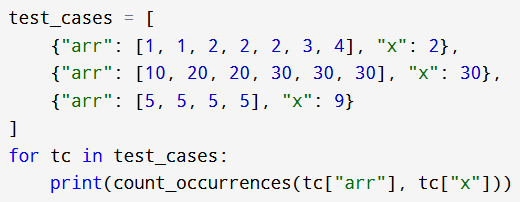 test_cases = [
    {"arr": [1, 1, 2, 2, 2, 3, 4], "x": 2},
    {"arr": [10, 20, 20, 30, 30, 30], "x": 30},
    {"arr": [5, 5, 5, 5], "x": 9}
]
for tc in test_cases:
    print(count_occurrences(tc["arr"], tc["x"]))